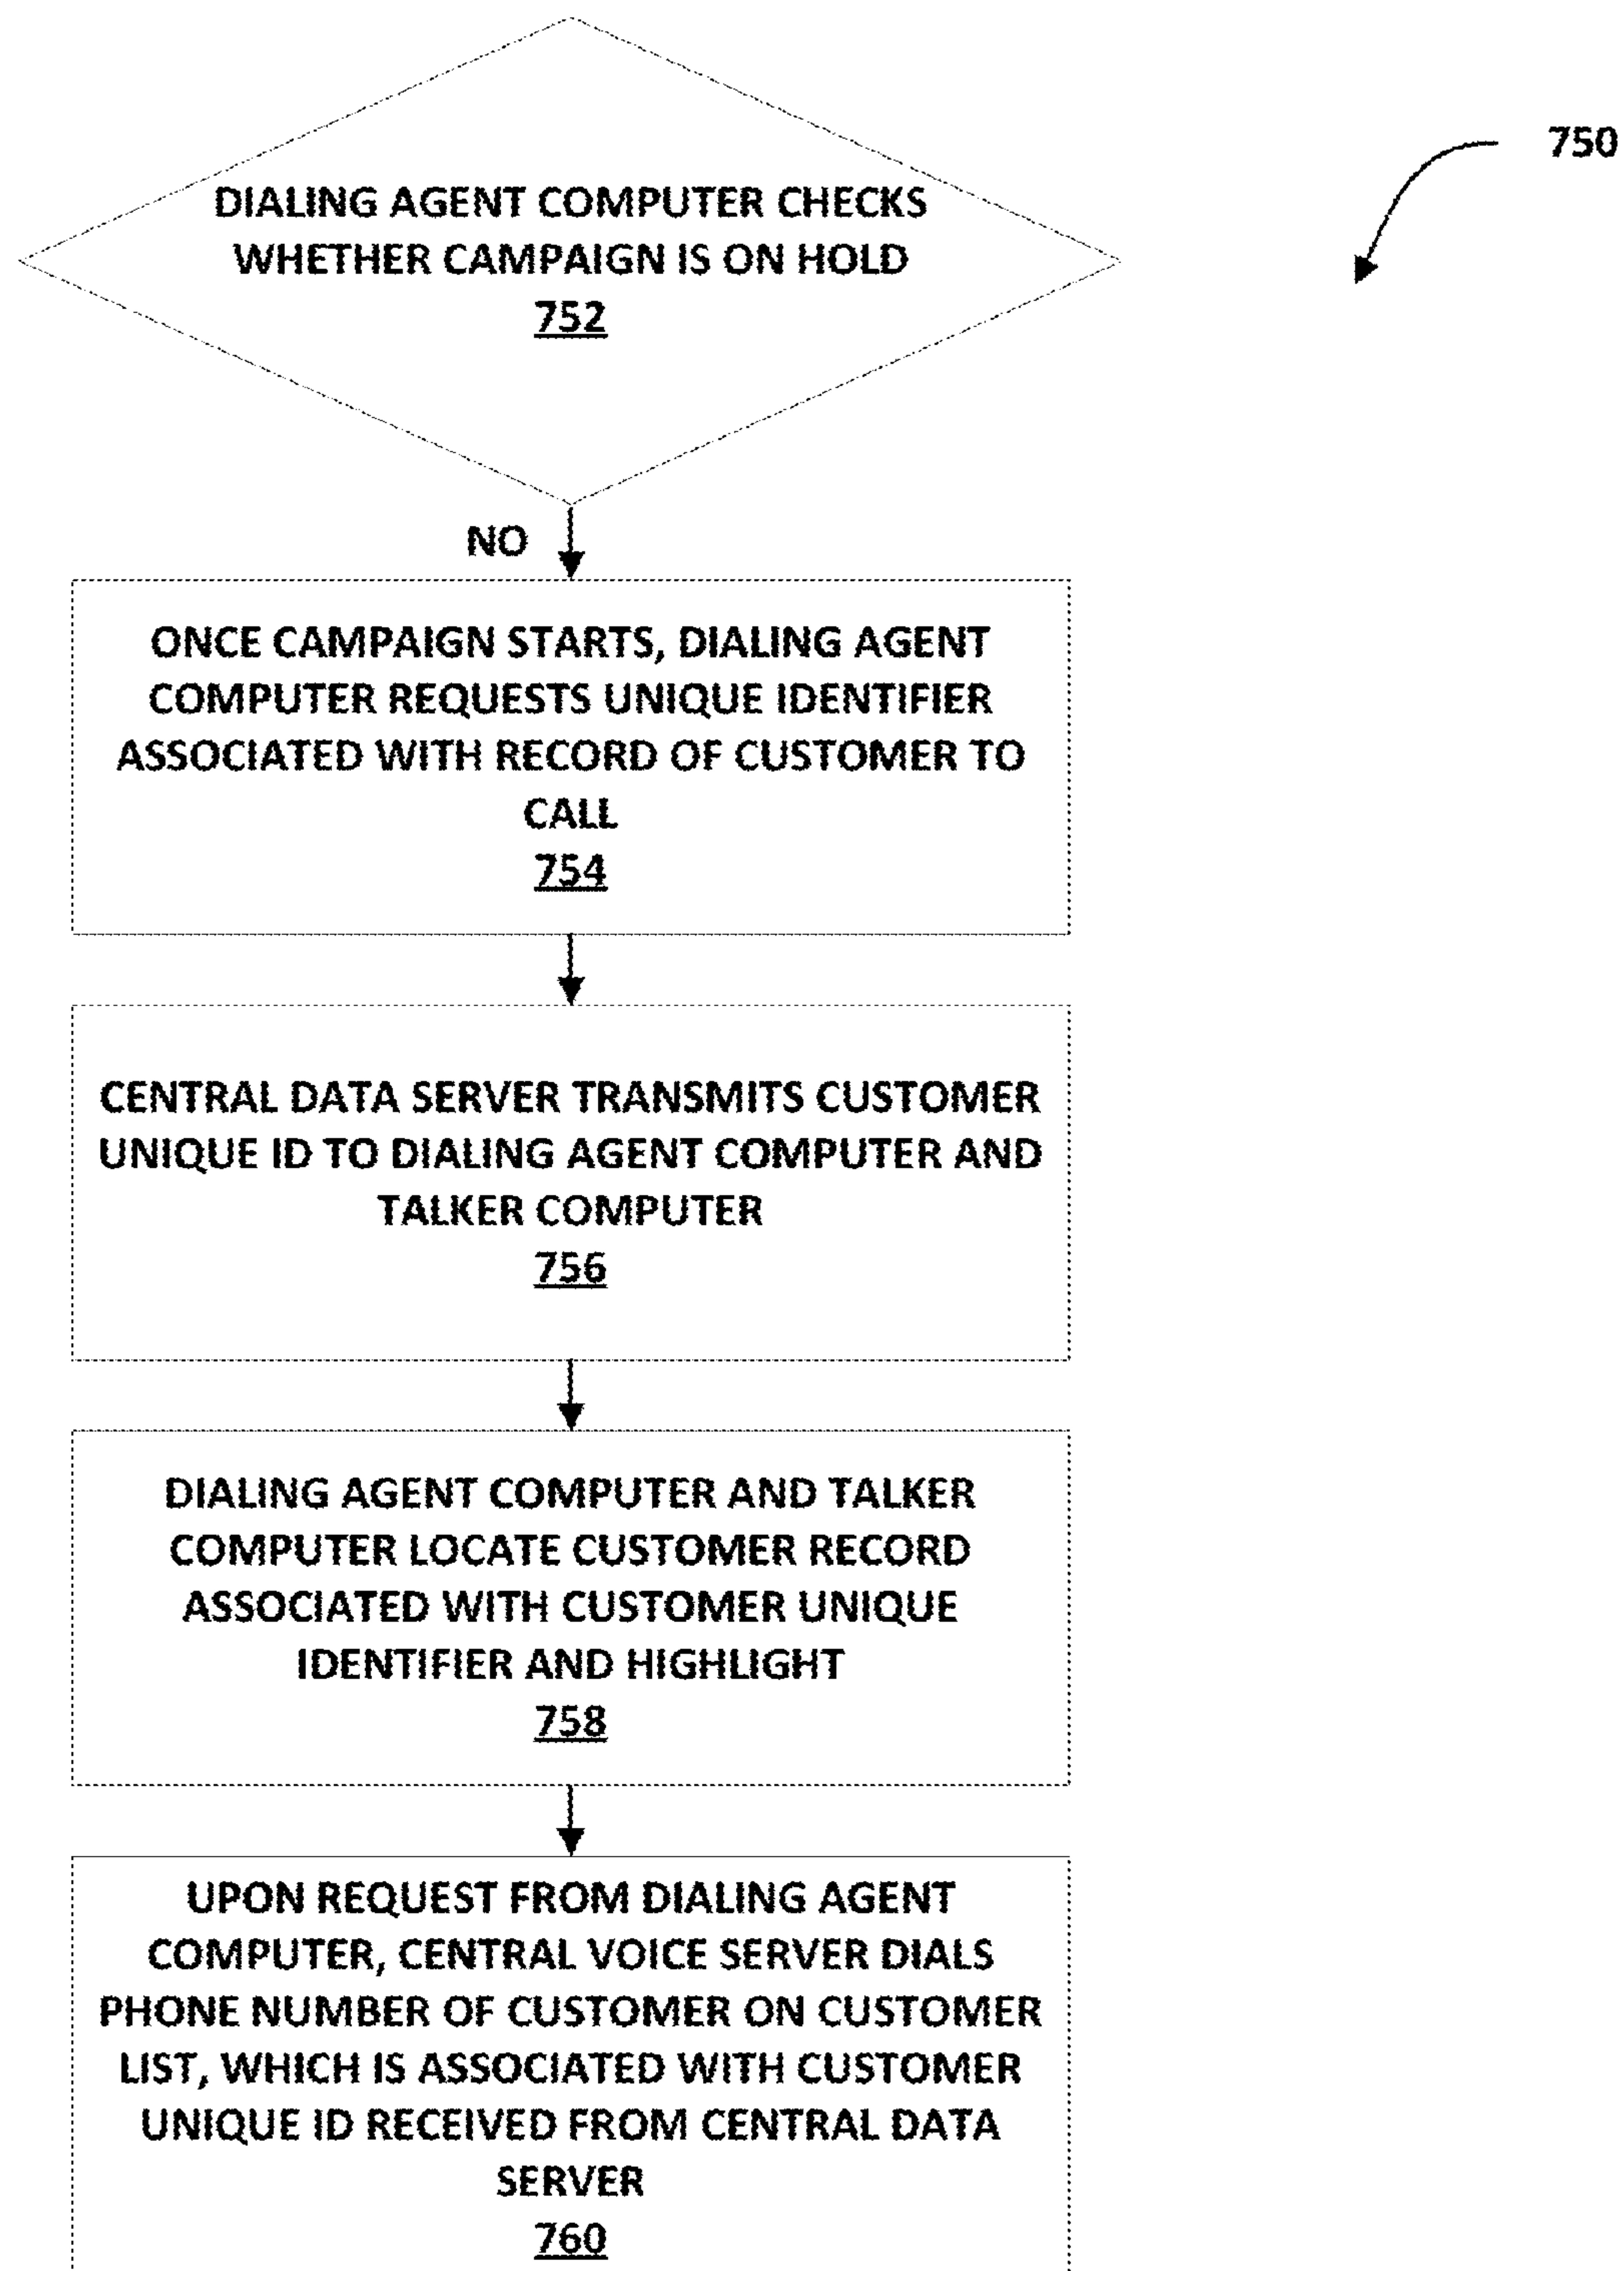 750
DIALING AGENT COMPUTER CHECKS
WHETHER CAMPAIGN IS ON HOLD
752
NO
ONCE CAMPAIGN STARTS, DIALING AGENT
COMPUTER REQUESTS UNIQUE IDENTIFIER
ASSOCIATED WITH RECORD OF CUSTOMER TO
CALL
754
CENTRAL DATA SERVER TRANSMITS CUSTOMER
UNIQUE ID TO DIALING AGENT COMPUTER AND
TALKER COMPUTER
756
DIALING AGENT COMPUTER AND TALKER
COMPUTER LOCATE CUSTOMER RECORD
ASSOCIATED WITH CUSTOMER UNIQUE
IDENTIFIER AND HIGHLIGHT
758
UPON REQUEST FROM DIALING AGENT
COMPUTER, CENTRAL VOICE SERVER DIALS
PHONE NUMBER OF CUSTOMER ON CUSTOMER
LIST, WHICH IS ASSOCIATED WITH CUSTOMER
UNIQUE ID RECEIVED FROM CENTRAL DATA
SERVER
760